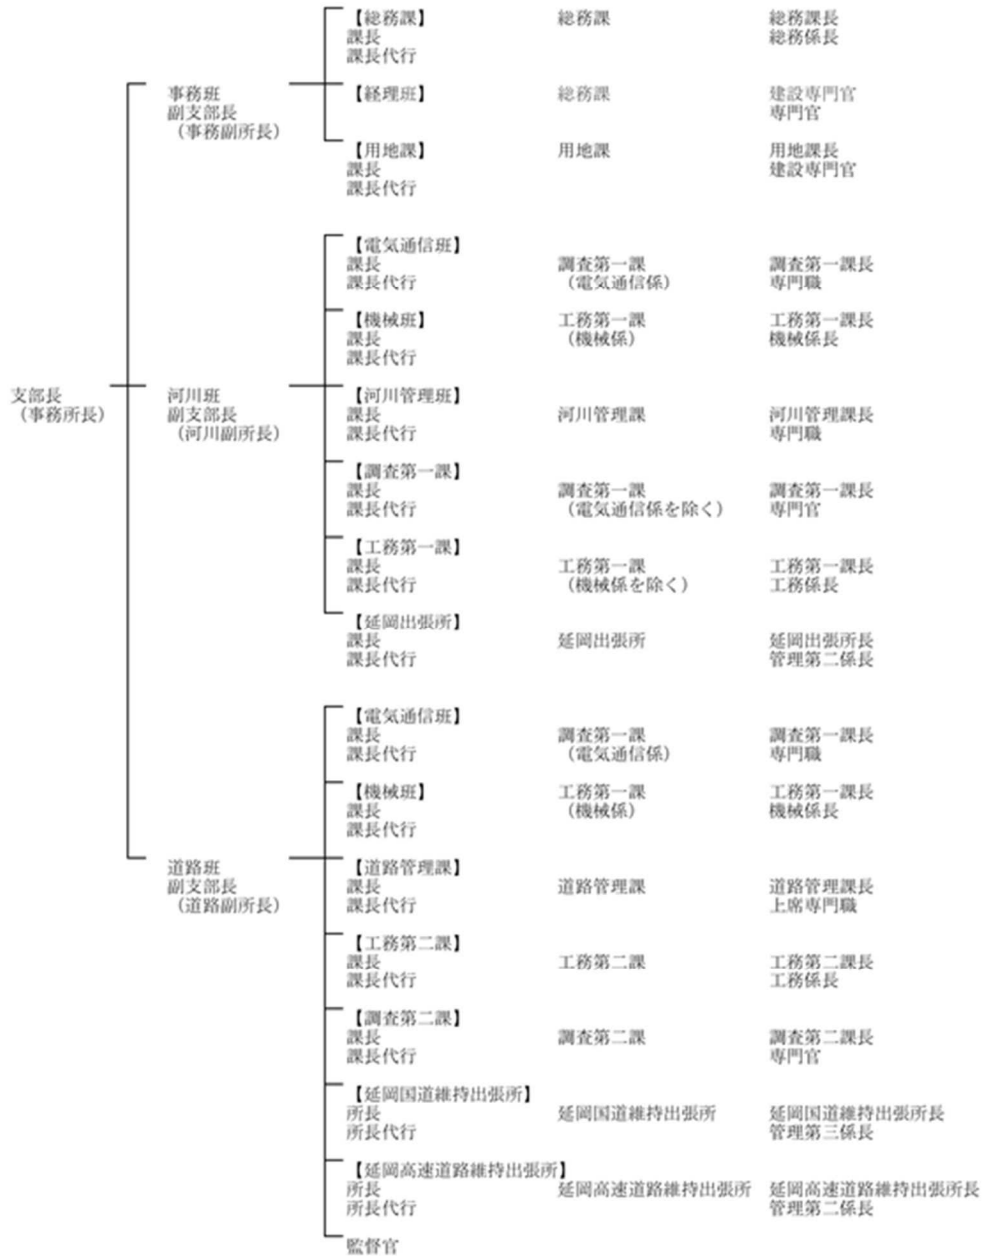 【総務課】 総務課 総務課長
課長 総務係長
課長代行
事務班 【経理班】 総務課 建設専門官
副支部長 専門官
（事務副所長）
【用地課】 用地課 用地課長
課長 建設専門官
課長代行
【電気通信班】
課長 調査第一課 調査第一課長
課長代行 （電気通信係） 専門職
【機械班】 工務第一課 工務第一課長
課長 （機械係） 機械係長
課長代行
支部長 河川班 【河川管理班】
（事務所長） 副支部長 課長 河川管理課 河川管理課長
（河川副所長） 課長代行 専門職
【調査第一課】
課長 調査第一課 調査第一課長
課長代行 （電気通信係を除く） 専門官
【工務第一課】
課長 工務第一課 工務第一課長
課長代行 （機械係を除く） 工務係長
【延岡出張所】
課長 延岡出張所 延岡出張所長
課長代行 管理第二係長
【電気通信班】
課長 調査第一課 調査第一課長
課長代行 （電気通信係） 専門職
【機械班】 工務第一課 工務第一課長
課長 （機械係） 機械係長
課長代行
道路班 【道路管理課】
副支部長 課長 道路管理課 道路管理課長
（道路副所長） 課長代行 上席専門職
【工務第二課】
課長 工務第二課 工務第二課長
課長代行 工務係長
【調査第二課】
課長 調査第二課 調査第二課長
課長代行 専門官
【延岡国道維持出張所】
所長 延岡国道維持出張所 延岡国道維持出張所長
所長代行 管理第三係長
【延岡高速道路維持出張所】
所長 延岡高速道路維持出張所 延岡高速道路維持出張所長
所長代行 管理第二係長
監督官